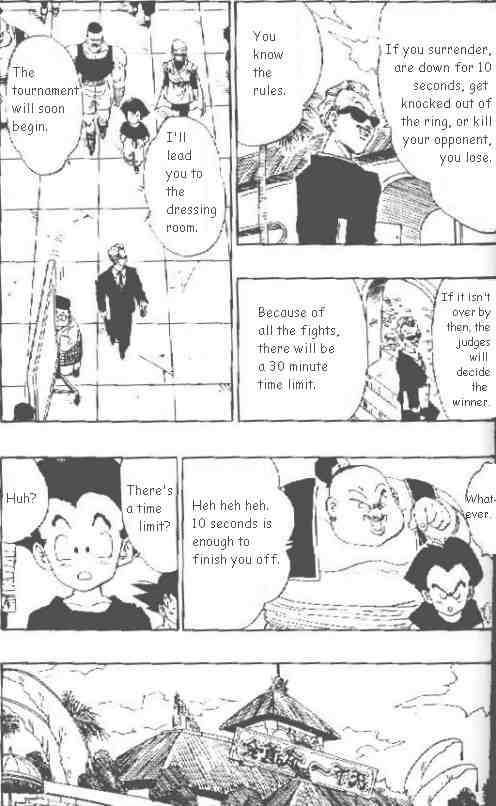 The
tournament
will soon
begin.
I'll
lead
you to
the
dressing
room.
You
know
the
rules.
If you surrender,
are down for 10
seconds, get
knocked out of
the ring, or kill
your opponent,
you lose.
Because of
all the fights,
there will be
a 30 minute
time limit.
If it isn't
over by
then, the
judges
will
decide
the
winner.
Huh?
There's
a time
limit?
Heh heh heh.
10 seconds is
enough to
finish you off.
What-
ever.